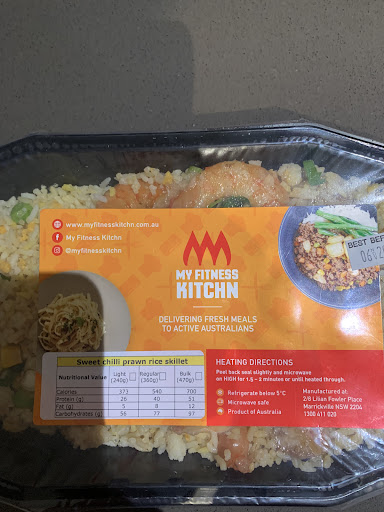 www.myfitnesskitchn.com.au
My Fitness Kitchn
@myfitnesskitchn
MY FITNESS
KITCHN
DELIVERING FRESH MEALS
TO ACTIVE AUSTRALIANS
Sweet chilli prawn rice skillet
Nutritional Value Light (240g) Regular (360g) Bulk (470g)
Calories 373 540 700
Protein (g) 26 40 51
Fat (g) 5 8 12
Carbohydrates (g) 56 77 97
HEATING DIRECTIONS
Peel back seal slightly and microwave
on HIGH for 1.5 - 2 minutes or until heated through.
Refrigerate below 5°C
Microwave safe
Product of Australia
Manufactured at:
2/8 Lilian Fowler Place
Marrickville NSW 2204
1300 411 020